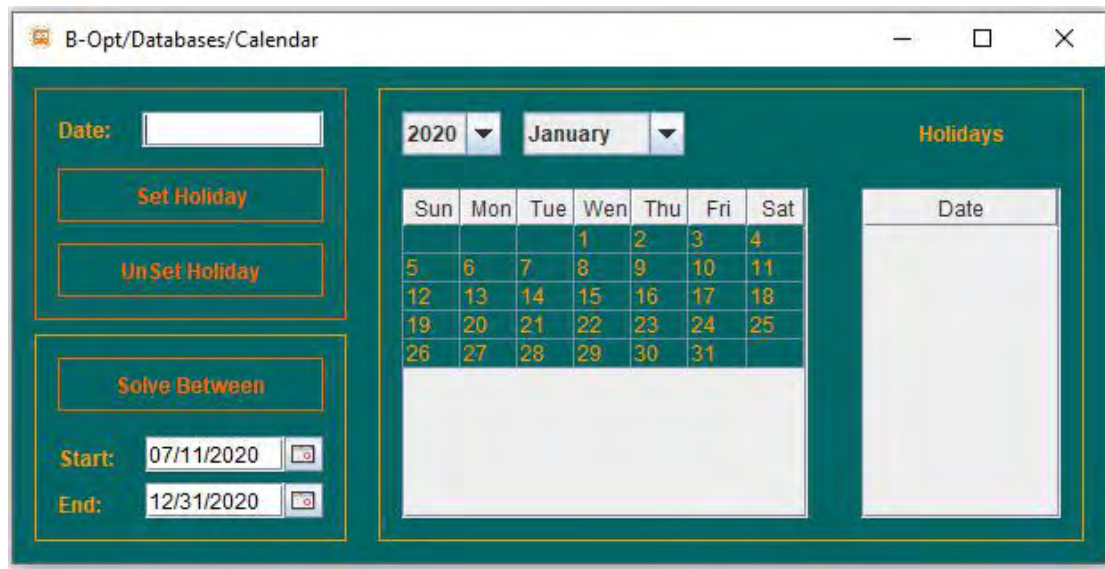 B-Opt/Databases/Calendar
Date:
Set Holiday
UnSet Holiday
Solve Between
Start: 07/11/2020
End: 12/31/2020
2020 January Holidays
Sun Mon Tue Wen Thu Fri Sat
1 2 3 4
5 6 7 8 9 10 11
12 13 14 15 16 17 18
19 20 21 22 23 24 25
26 27 28 29 30 31
Date